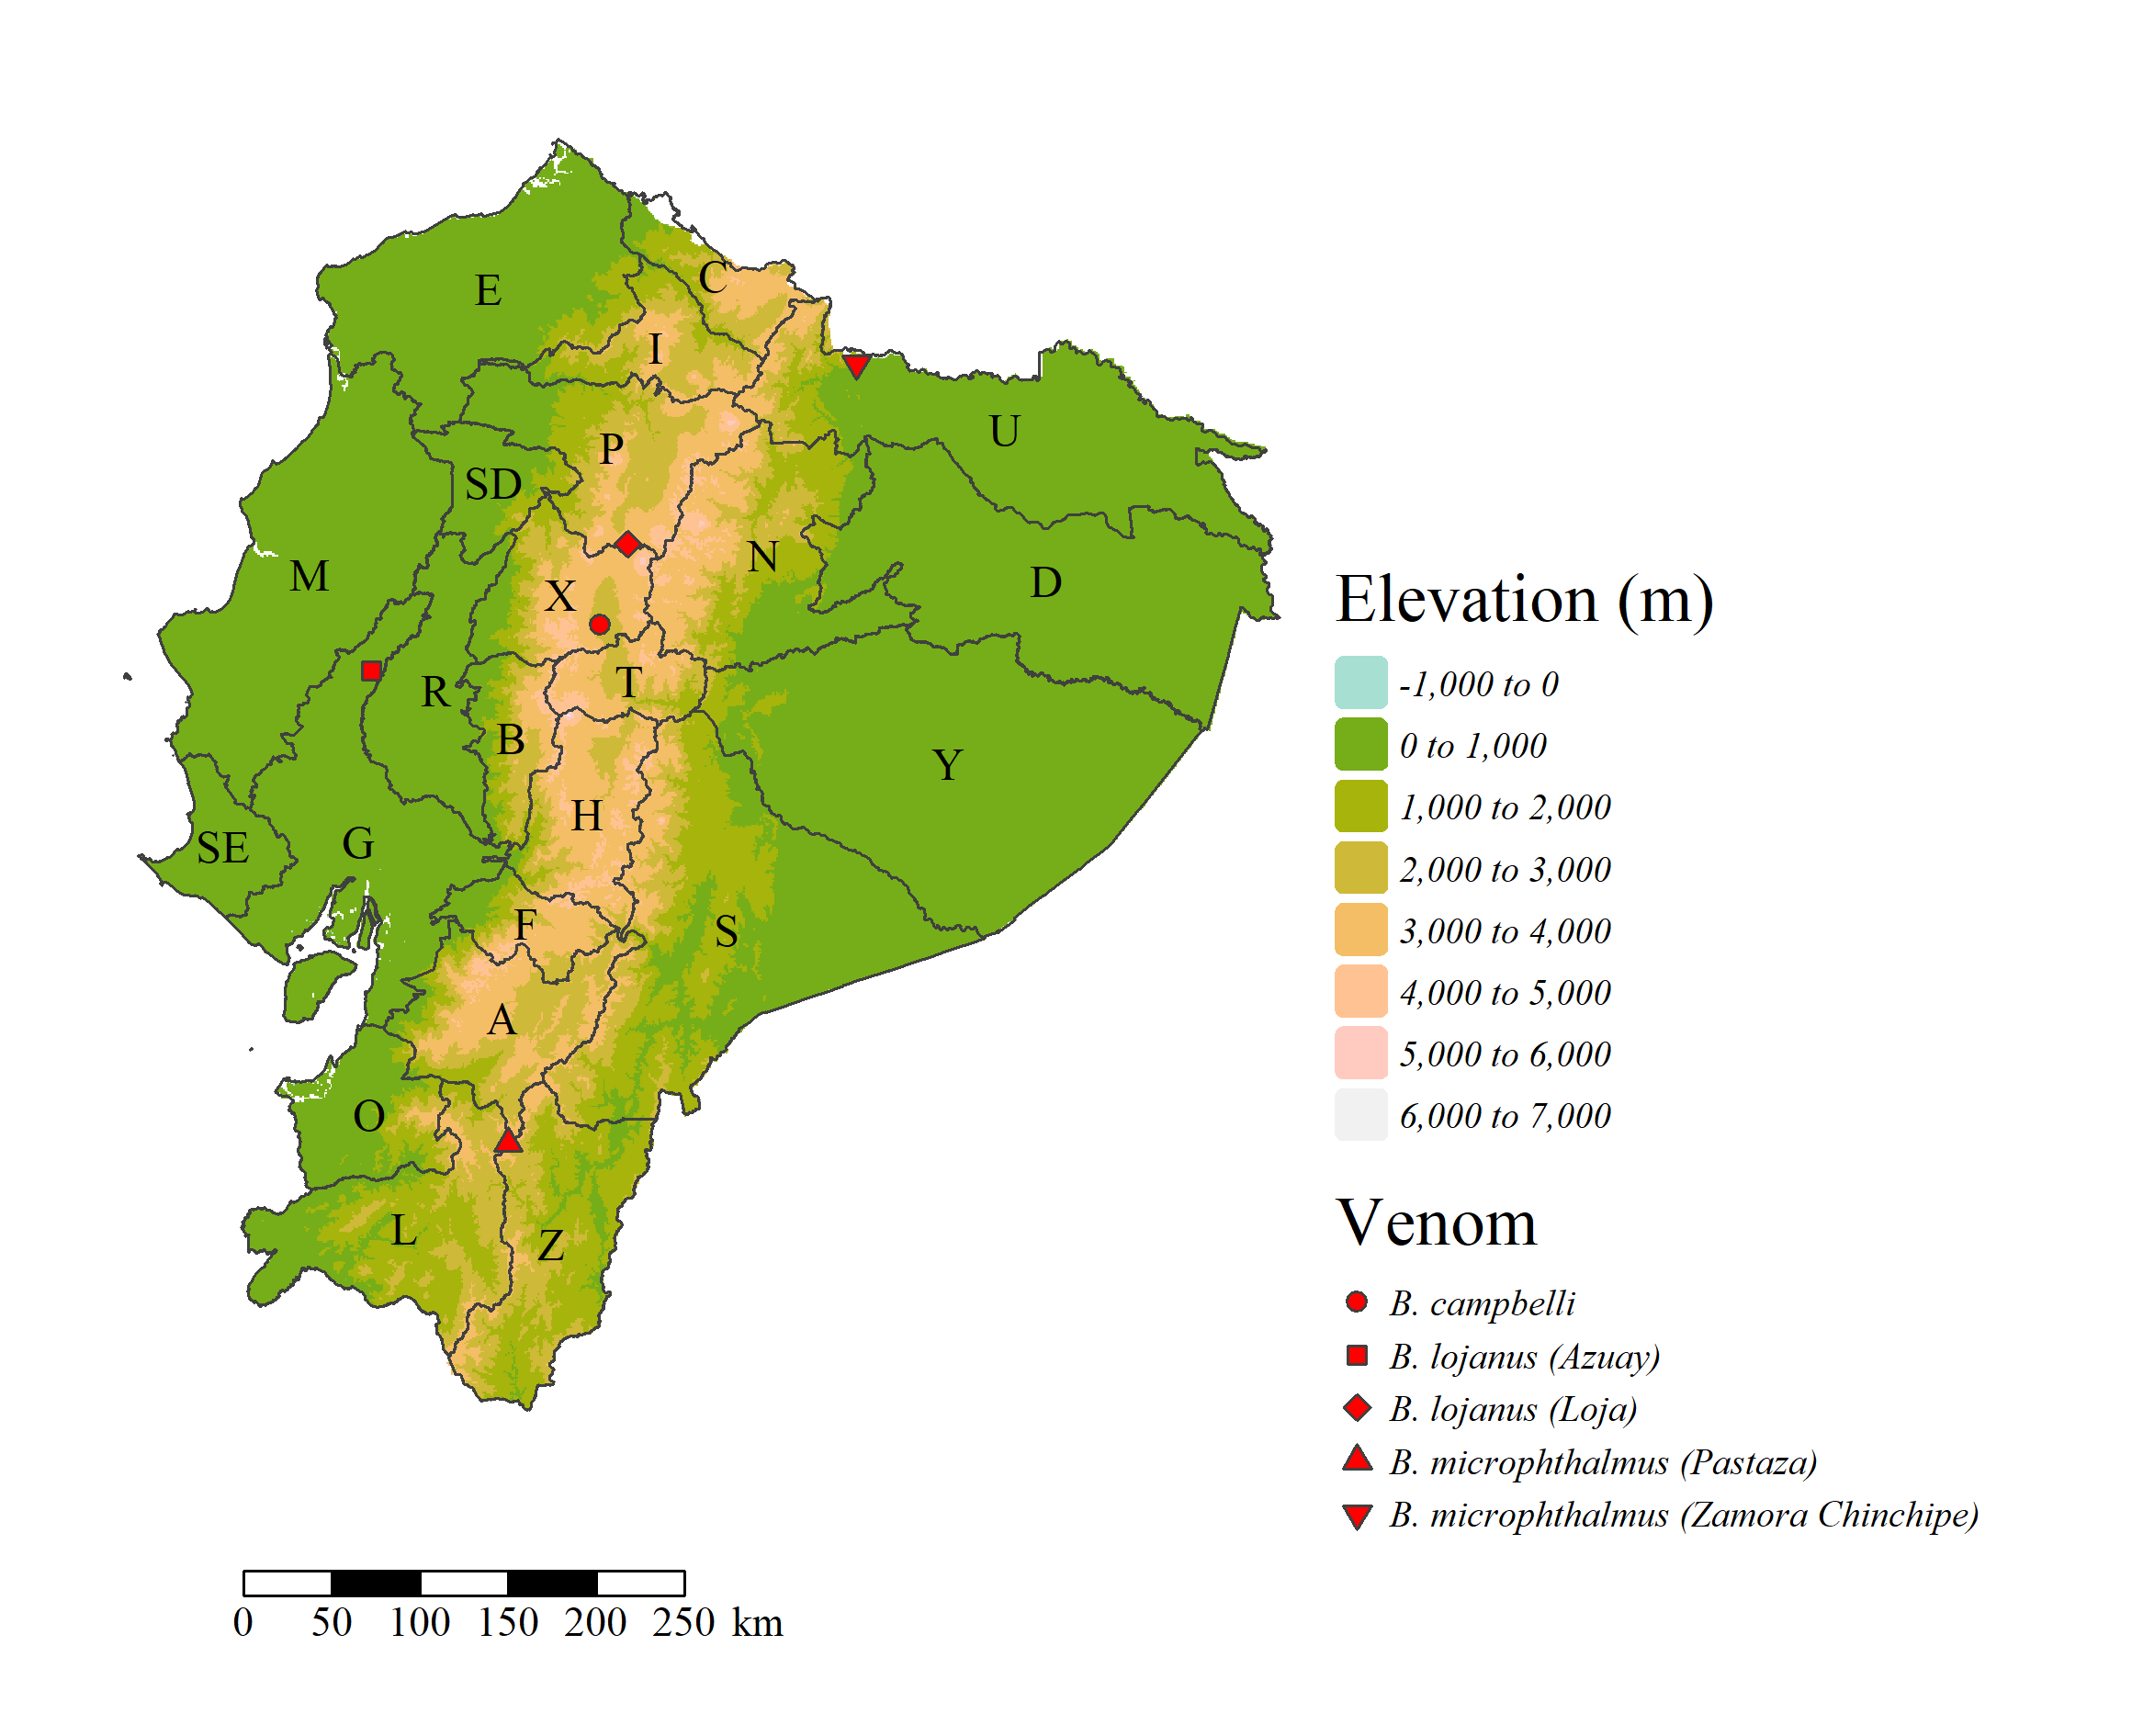 E
C
I
U
P
SD
N
M
X
D
T
R
B
Y
H
SE
G
F
S
A
O
L
Z
Elevation (m)
-1,000 to 0
0 to 1,000
1,000 to 2,000
2,000 to 3,000
3,000 to 4,000
4,000 to 5,000
5,000 to 6,000
6,000 to 7,000
Venom
B. campbelli
B. lojanus (Azuay)
B. lojanus (Loja)
B. microphthalmus (Pastaza)
B. microphthalmus (Zamora Chinchipe)
0 50 100 150 200 250 km